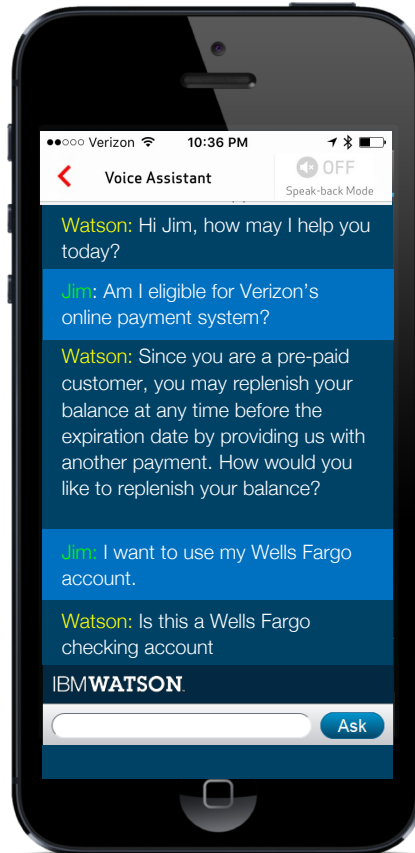 Verizon 10:36 PM
Voice Assistant
OFF
Speak-back Mode
Watson: Hi Jim, how may I help you
today?
Jim: Am I eligible for Verizon’s
online payment system?
Watson: Since you are a pre-paid
customer, you may replenish your
balance at any time before the
expiration date by providing us with
another payment. How would you
like to replenish your balance?
Jim: I want to use my Wells Fargo
account.
Watson: Is this a Wells Fargo
checking account
IBMWATSON.
Ask